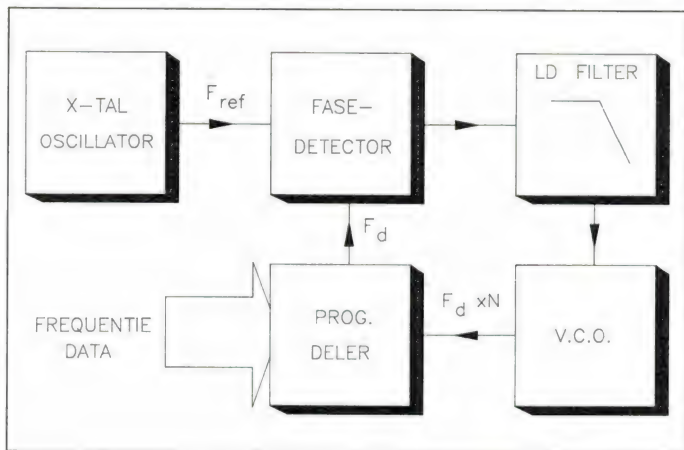 X-TAL
OSCILLATOR
F ref
FASE-
DETECTOR
LD FILTER
F d
FREQUENTIE
DATA
PROG.
DELER
F d xN
V.C.O.